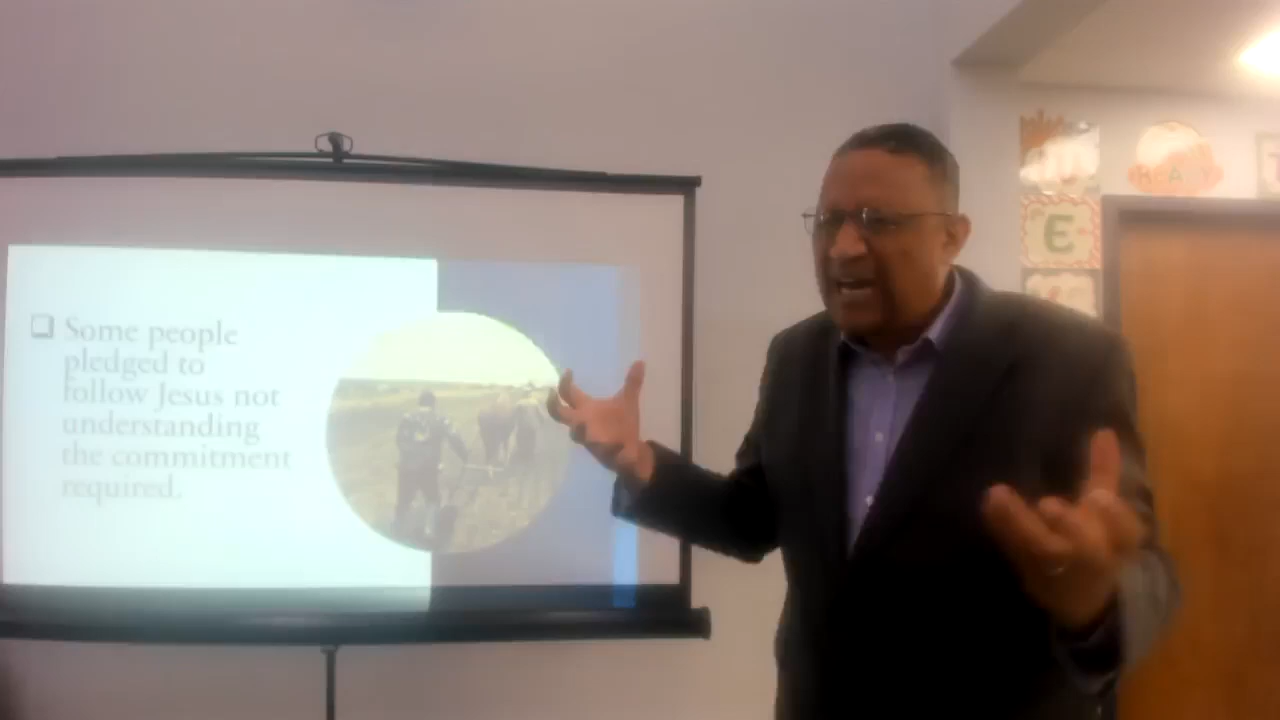 ❑ Some people
pledged to
follow Jesus not
understanding
the commitment
required.
E